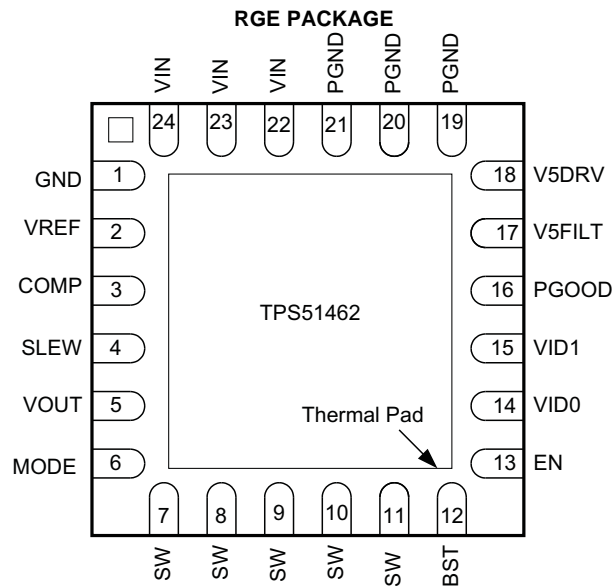 RGE PACKAGE
VIN VIN VIN PGND PGND PGND
24 23 22 21 20 19
GND 1 18 V5DRV
VREF 2 17 V5FILT
COMP 3 16 PGOOD
TPS51462
SLEW 4 15 VID1
VOUT 5 14 VID0
Thermal Pad
MODE 6 13 EN
7 8 9 10 11 12
SW SW SW SW SW BST